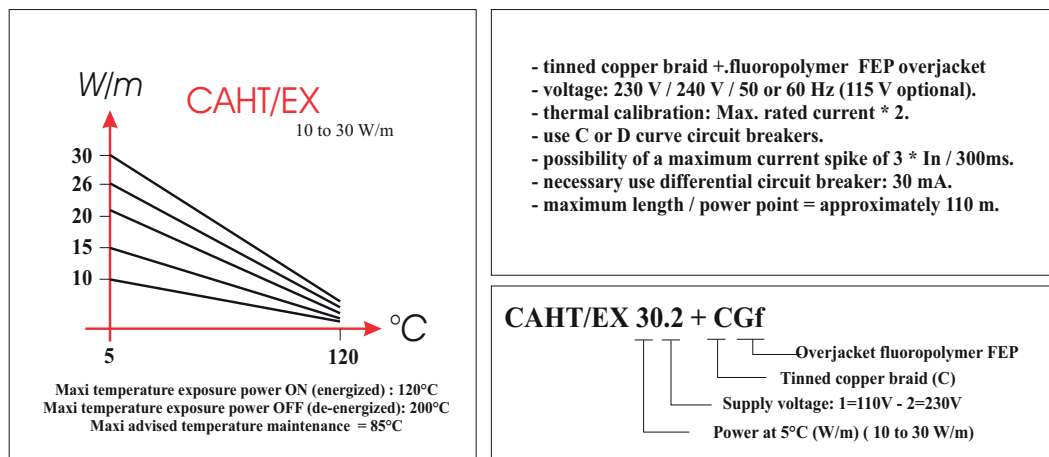 W/m
CAHT/EX
10 to 30 W/m
30
26
20
15
10
°C
5
120
Maxi temperature exposure power ON (energized) : 120°C
Maxi temperature exposure power OFF (de-energized): 200°C
Maxi advised temperature maintenance = 85°C
- tinned copper braid +.fluoropolymer FEP overjacket
- voltage: 230 V / 240 V / 50 or 60 Hz (115 V optional).
- thermal calibration: Max. rated current * 2.
- use C or D curve circuit breakers.
- possibility of a maximum current spike of 3 * In / 300ms.
- necessary use differential circuit breaker: 30 mA.
- maximum length / power point = approximately 110 m.
CAHT/EX 30.2 + CGf
Overjacket fluoropolymer FEP
Tinned copper braid (C)
Supply voltage: 1=110V - 2=230V
Power at 5°C (W/m) ( 10 to 30 W/m)